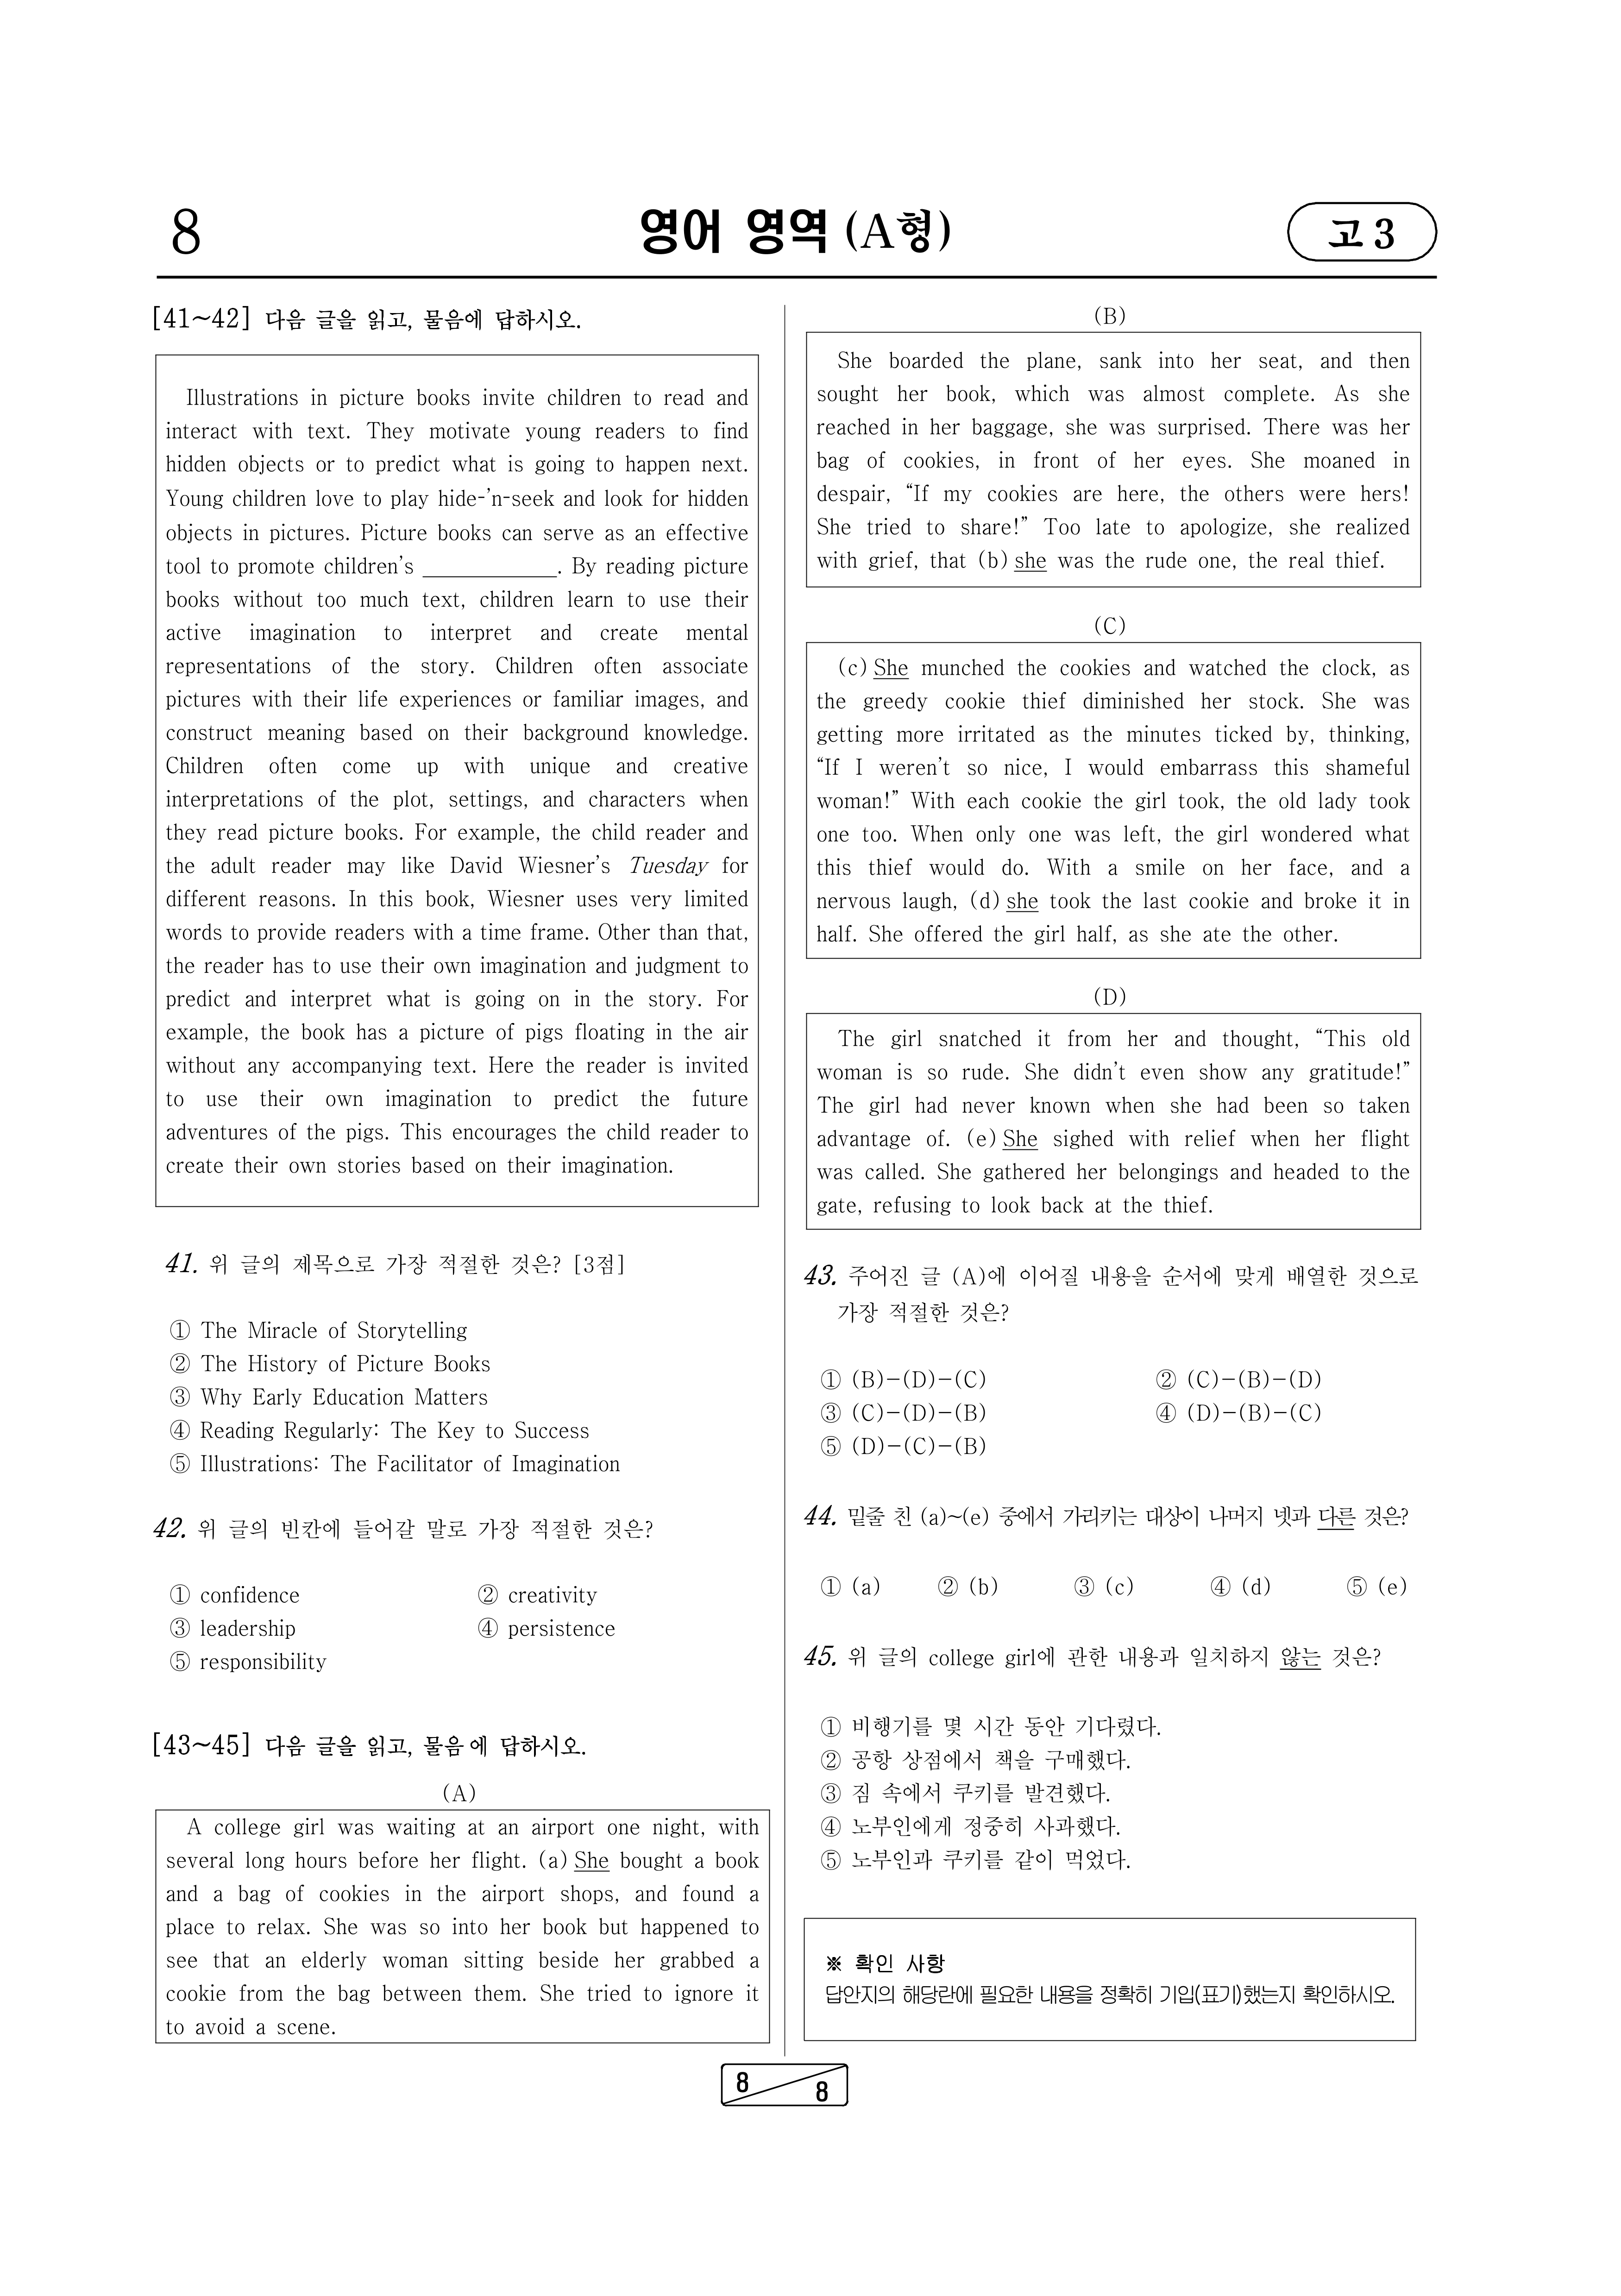 8
영어 영역 (A형)
고 3
[41~42] 다음 글을 읽고, 물음에 답하시오.
Illustrations in picture books invite children to read and
interact with text. They motivate young readers to find
hidden objects or to predict what is going to happen next.
Young children love to play hide-'n-seek and look for hidden
objects in pictures. Picture books can serve as an effective
tool to promote children's ____________. By reading picture
books without too much text, children learn to use their
active imagination to interpret and create mental
representations of the story. Children often associate
pictures with their life experiences or familiar images, and
construct meaning based on their background knowledge.
Children often come up with unique and creative
interpretations of the plot, settings, and characters when
they read picture books. For example, the child reader and
the adult reader may like David Wiesner's Tuesday for
different reasons. In this book, Wiesner uses very limited
words to provide readers with a time frame. Other than that,
the reader has to use their own imagination and judgment to
predict and interpret what is going on in the story. For
example, the book has a picture of pigs floating in the air
without any accompanying text. Here the reader is invited
to use their own imagination to predict the future
adventures of the pigs. This encourages the child reader to
create their own stories based on their imagination.
41. 위 글의 제목으로 가장 적절한 것은? [3점]
① The Miracle of Storytelling
② The History of Picture Books
③ Why Early Education Matters
④ Reading Regularly: The Key to Success
⑤ Illustrations: The Facilitator of Imagination
42. 위 글의 빈칸에 들어갈 말로 가장 적절한 것은?
① confidence ② creativity
③ leadership ④ persistence
⑤ responsibility
[43~45] 다음 글을 읽고, 물음에 답하시오.
(A)
A college girl was waiting at an airport one night, with
several long hours before her flight. (a) She bought a book
and a bag of cookies in the airport shops, and found a
place to relax. She was so into her book but happened to
see that an elderly woman sitting beside her grabbed a
cookie from the bag between them. She tried to ignore it
to avoid a scene.
(B)
She boarded the plane, sank into her seat, and then
sought her book, which was almost complete. As she
reached in her baggage, she was surprised. There was her
bag of cookies, in front of her eyes. She moaned in
despair, "If my cookies are here, the others were hers!
She tried to share!" Too late to apologize, she realized
with grief, that (b) she was the rude one, the real thief.
(C)
(c) She munched the cookies and watched the clock, as
the greedy cookie thief diminished her stock. She was
getting more irritated as the minutes ticked by, thinking,
"If I weren't so nice, I would embarrass this shameful
woman!" With each cookie the girl took, the old lady took
one too. When only one was left, the girl wondered what
this thief would do. With a smile on her face, and a
nervous laugh, (d) she took the last cookie and broke it in
half. She offered the girl half, as she ate the other.
(D)
The girl snatched it from her and thought, "This old
woman is so rude. She didn't even show any gratitude!"
The girl had never known when she had been so taken
advantage of. (e) She sighed with relief when her flight
was called. She gathered her belongings and headed to the
gate, refusing to look back at the thief.
43. 주어진 글 (A)에 이어질 내용을 순서에 맞게 배열한 것으로
가장 적절한 것은?
① (B)-(D)-(C) ② (C)-(B)-(D)
③ (C)-(D)-(B) ④ (D)-(B)-(C)
⑤ (D)-(C)-(B)
44. 밑줄 친 (a)~(e) 중에서 가리키는 대상이 나머지 넷과 다른 것은?
① (a) ② (b) ③ (c) ④ (d) ⑤ (e)
45. 위 글의 college girl에 관한 내용과 일치하지 않는 것은?
① 비행기를 몇 시간 동안 기다렸다.
② 공항 상점에서 책을 구매했다.
③ 짐 속에서 쿠키를 발견했다.
④ 노부인에게 정중히 사과했다.
⑤ 노부인과 쿠키를 같이 먹었다.
※ 확인 사항
답안지의 해당란에 필요한 내용을 정확히 기입(표기)했는지 확인하시오.
8
8